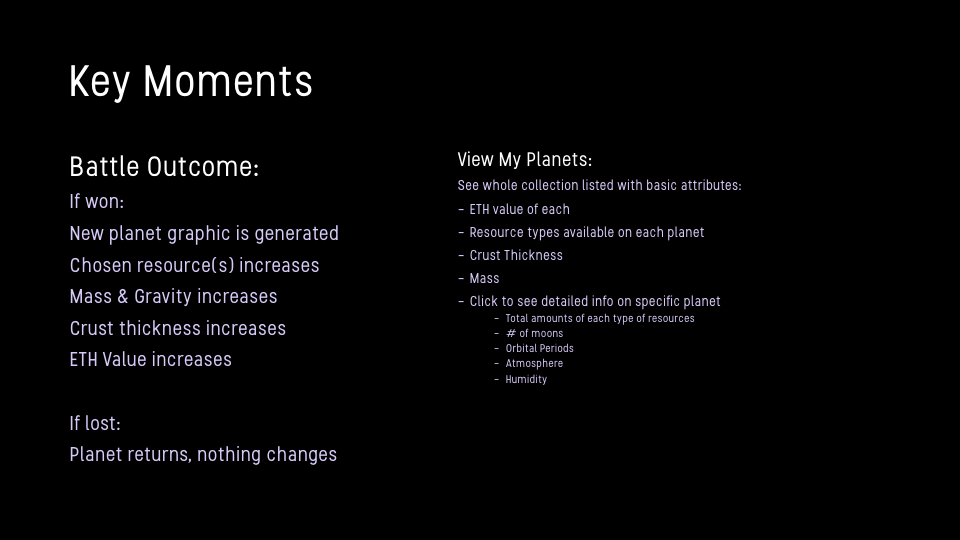 Key Moments
Battle Outcome:
If won:
New planet graphic is generated
Chosen resource(s) increases
Mass & Gravity increases
Crust thickness increases
ETH Value increases
If lost:
Planet returns, nothing changes
View My Planets:
See whole collection listed with basic attributes:
- ETH value of each
- Resource types available on each planet
- Crust Thickness
- Mass
- Click to see detailed info on specific planet
- Total amounts of each type of resources
- # of moons
- Orbital Periods
- Atmosphere
- Humidity